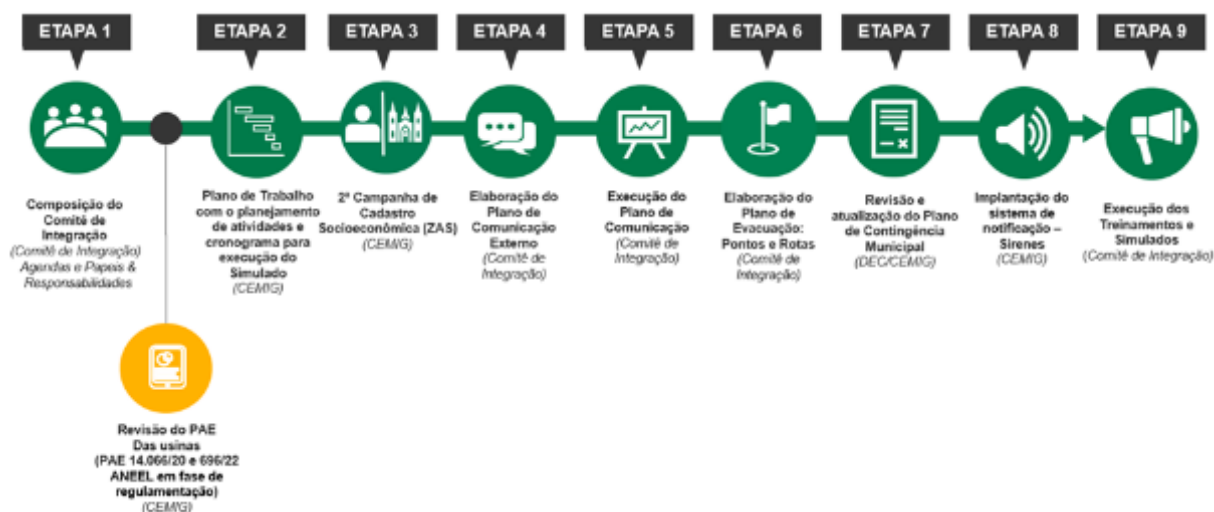 ETAPA 1
Composição do
Comitê de
Integração
(Comitê de Integração)
Agendas e Papeis &
Responsabilidades
Revisão do PAE
Das usinas
(PAE 14.066/20 e 696/22
ANEEL em fase de
regulamentação)
(CEMIG)
ETAPA 2
Plano de Trabalho
com o planejamento
de atividades e
cronograma para
execução do
Simulado
(CEMIG)
ETAPA 3
2ª Campanha de
Cadastro
Socioeconômica (ZAS)
(CEMIG)
ETAPA 4
Elaboração do
Plano de
Comunicação
Externo
(Comitê de
Integração)
ETAPA 5
Execução do
Plano de
Comunicação
(Comitê de
Integração)
ETAPA 6
Elaboração do
Plano de
Evacuação:
Pontos e Rotas
(Comitê de
Integração)
ETAPA 7
Revisão e
atualização do Plano
de Contingência
Municipal
(DEC/CEMIG)
ETAPA 8
Implantação do
sistema de
notificação –
Sirenes
(CEMIG)
ETAPA 9
Execução dos
Treinamentos e
Simulados
(Comitê de Integração)